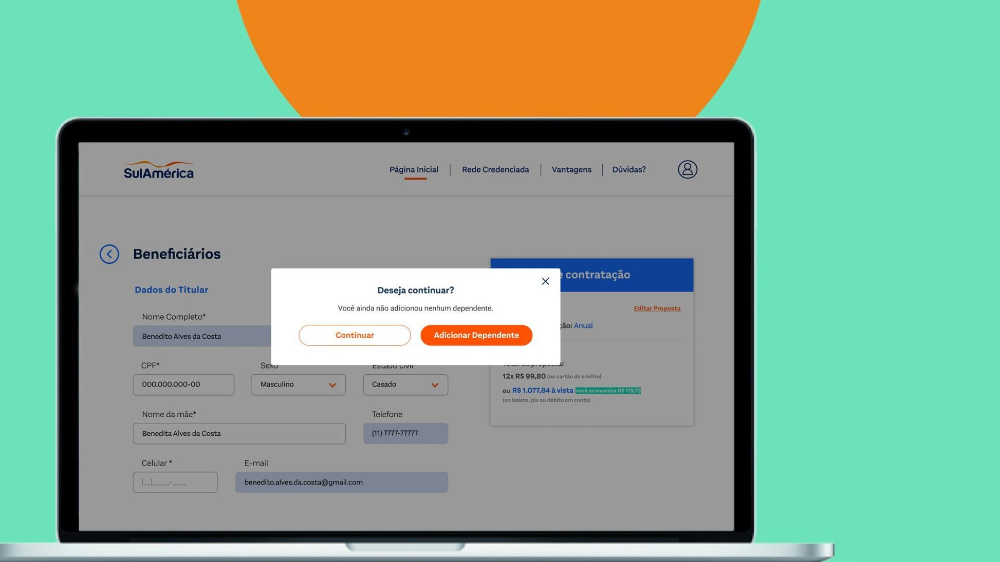 SulAmérica
Página Inicial
Rede Credenciada
Vantagens
Dúvidas?
Beneficiários
Dados do Titular
Nome Completo*
Benedito Alves da Costa
CPF*
000.000.000-00
Sexo
Masculino
Estado civil
Casado
Nome da mãe*
Benedita Alves da Costa
Telefone
(11) 7777-77777
Celular *
(__)_____-____
E-mail
benedito.alves.da.costa@gmail.com
Deseja continuar?
Você ainda não adicionou nenhum dependente.
Continuar
Adicionar Dependente
contratação
Editar Proposta
ção: Anual
Total da proposta:
12x R$ 99,80 (no cartão de crédito)
ou R$ 1.077,84 à vista você economiza R$ 119,76
(no boleto, pix ou débito em conta)